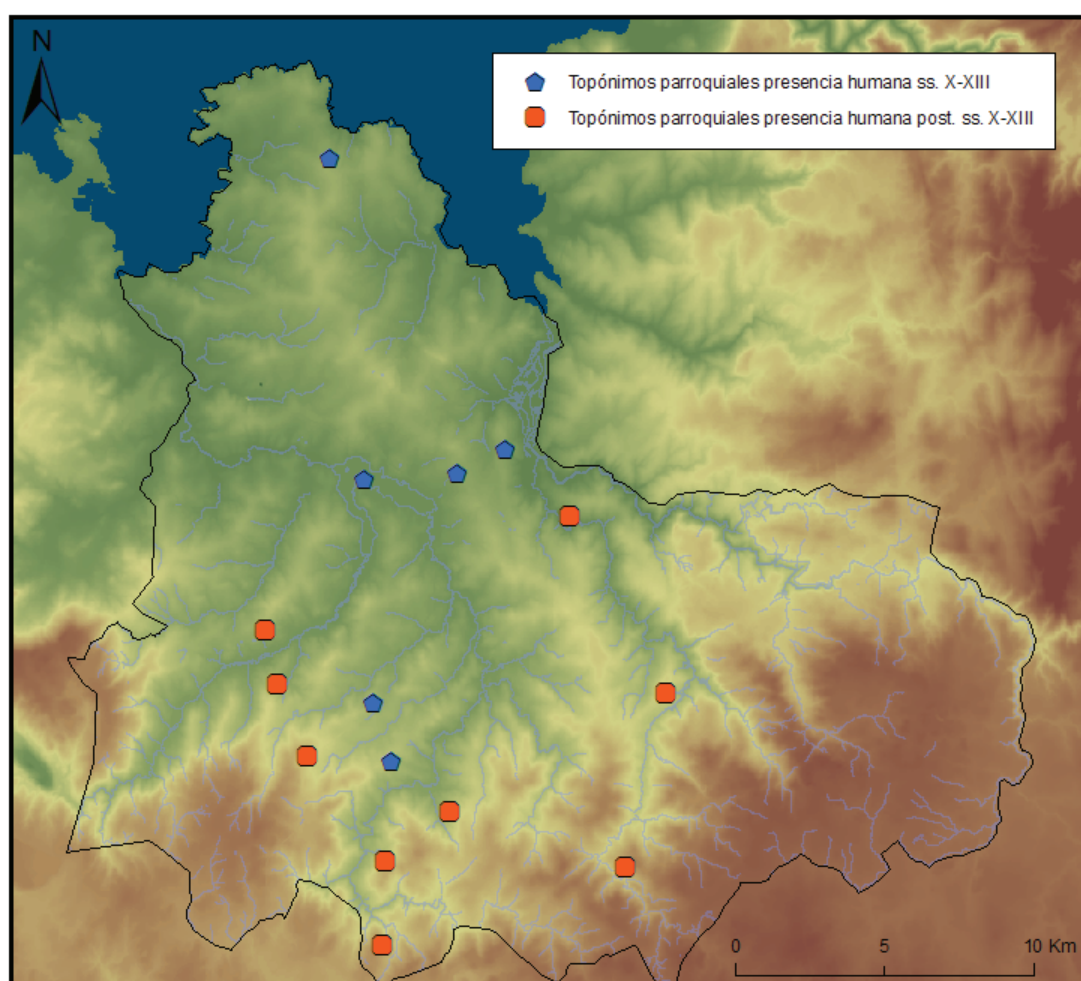 N
Topónimos parroquiales presencia humana ss. X-XIII
Topónimos parroquiales presencia humana post. ss. X-XIII
0 5 10 Km